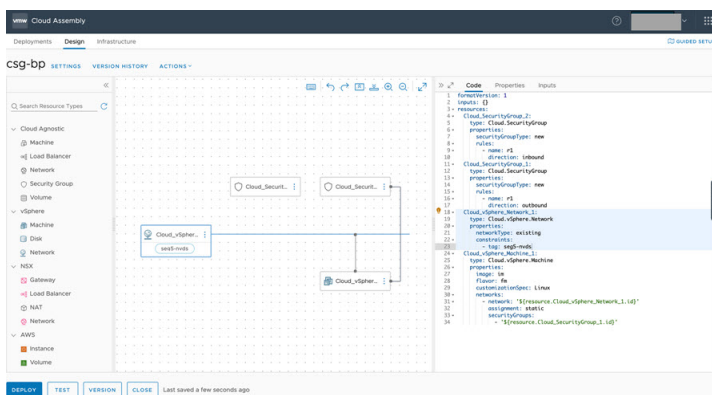 vmw Cloud Assembly
Deployments Design Infrastructure
GUIDED SETU
csg-bp SETTINGS VERSION HISTORY ACTIONS
Search Resource Types
Cloud Agnostic
Machine
Load Balancer
Network
Security Group
Volume
vSphere
Machine
Disk
Network
NSX
Gateway
Load Balancer
NAT
Network
AWS
Instance
Volume
Cloud_Securit...
Cloud_Securit...
Cloud_vSpher...
seg5-nvds
Cloud_vSpher...
Code Properties Inputs
1 formatVersion: 1
2 inputs: {}
3 resources:
4 Cloud_SecurityGroup_2:
5 type: Cloud.SecurityGroup
6 properties:
7 securityGroupType: new
8 rules:
9 - name: r1
10 direction: inbound
11 Cloud_SecurityGroup_1:
12 type: Cloud.SecurityGroup
13 properties:
14 securityGroupType: new
15 rules:
16 - name: r1
17 direction: outbound
18 Cloud_vSphere_Network_1:
19 type: Cloud.vSphere.Network
20 properties:
21 networkType: existing
22 constraints:
23 - tag: seg5-nvds
24 Cloud_vSphere_Machine_1:
25 type: Cloud.vSphere.Machine
26 properties:
27 image: im
28 flavor: fm
29 customizationSpec: Linux
30 networks:
31 - network: '${resource.Cloud_vSphere_Network_1.id}'
32 assignment: static
33 securityGroups:
34 - '${resource.Cloud_SecurityGroup_1.id}'
DEPLOY TEST VERSION CLOSE Last saved a few seconds ago